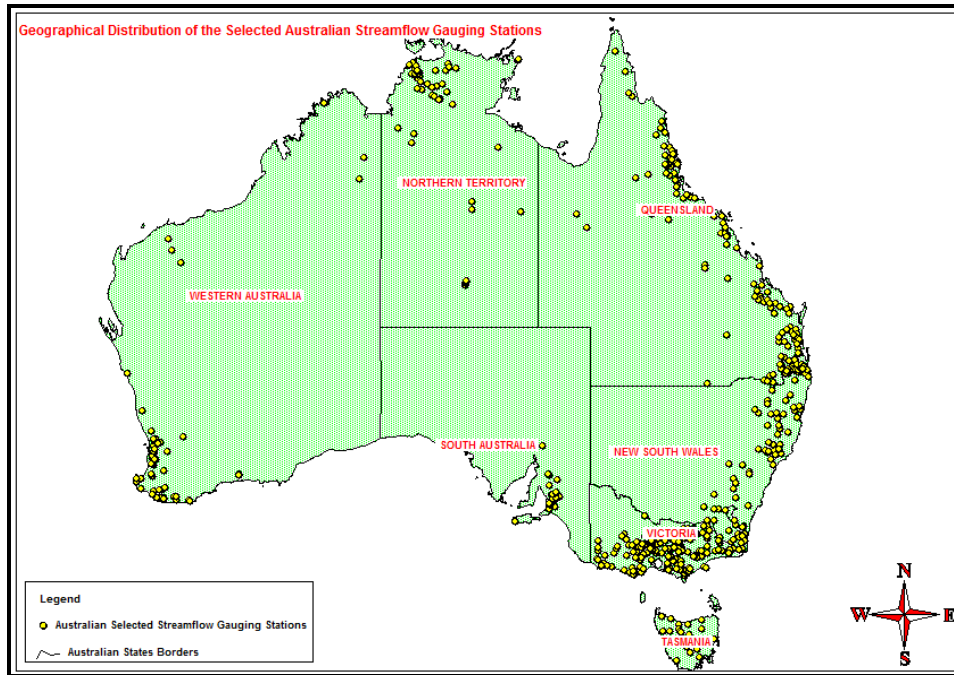 Geographical Distribution of the Selected Australian Streamflow Gauging Stations
NORTHERN TERRITORY
QUEENSLAND
WESTERN AUSTRALIA
SOUTH AUSTRALIA
NEW SOUTH WALES
VICTORIA
TASMANIA
Legend
Australian Selected Streamflow Gauging Stations
Australian States Borders
N
W E
S